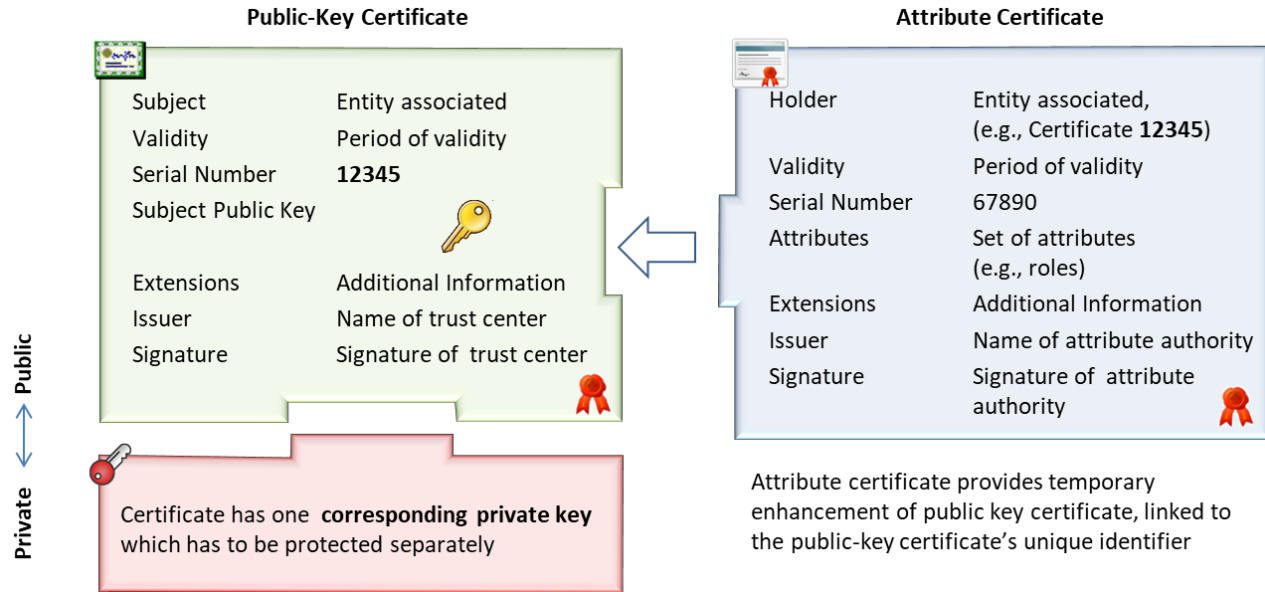 Public-Key Certificate
Subject Entity associated
Validity Period of validity
Serial Number 12345
Subject Public Key
Extensions Additional Information
Issuer Name of trust center
Signature Signature of trust center
Attribute Certificate
Holder Entity associated,
(e.g., Certificate 12345)
Validity Period of validity
Serial Number 67890
Attributes Set of attributes
(e.g., roles)
Extensions Additional Information
Issuer Name of attribute authority
Signature Signature of attribute
authority
Public
Private
Certificate has one corresponding private key
which has to be protected separately
Attribute certificate provides temporary
enhancement of public key certificate, linked to
the public-key certificate’s unique identifier